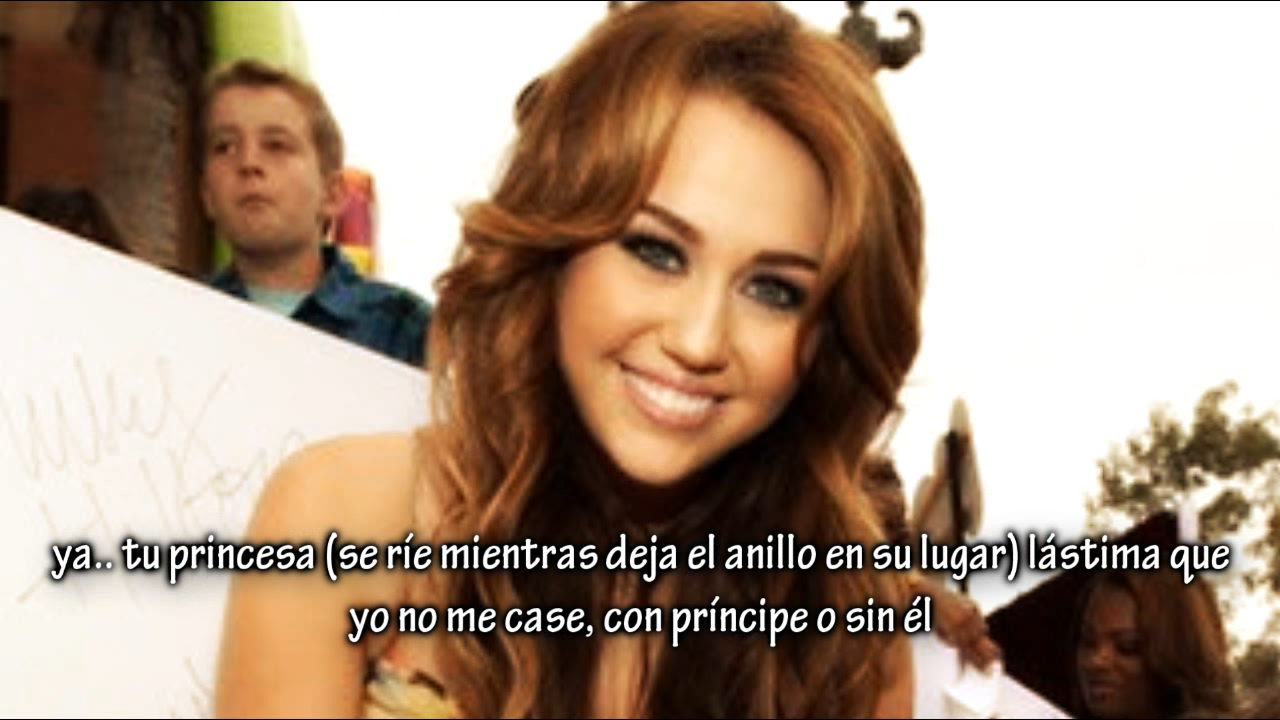 ya.. tu princesa (se ríe mientras deja el anillo en su lugar) lástima que
yo no me case, con príncipe o sin él